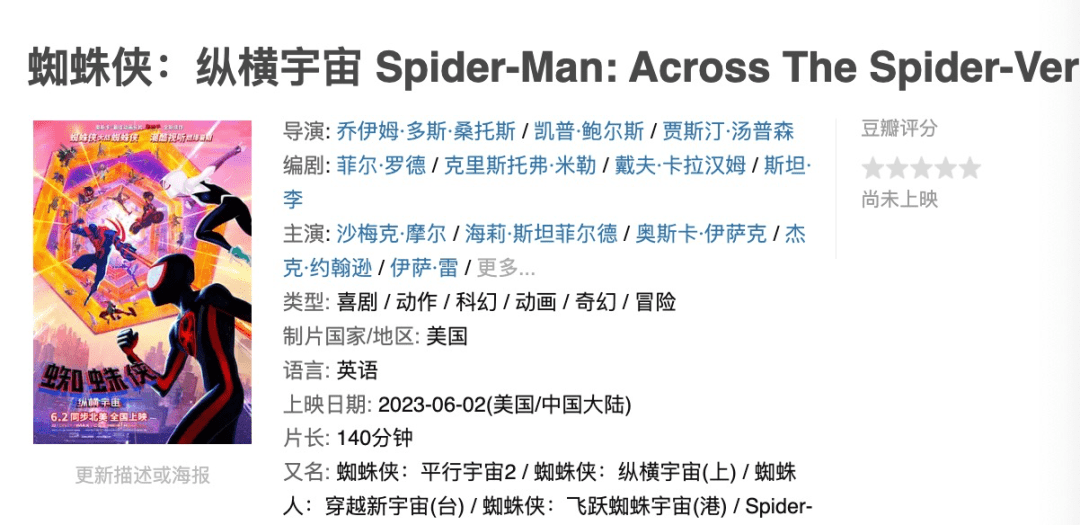 蜘蛛侠：纵横宇宙 Spider-Man: Across The Spider-Ver
导演: 乔伊姆·多斯·桑托斯 / 凯普·鲍尔斯 / 贾斯汀·汤普森
编剧: 菲尔·罗德 / 克里斯托弗·米勒 / 戴夫·卡拉汉姆 / 斯坦·
李
主演: 沙梅克·摩尔 / 海莉·斯坦菲尔德 / 奥斯卡·伊萨克 / 杰
克·约翰逊 / 伊萨·雷 / 更多...
类型: 喜剧 / 动作 / 科幻 / 动画 / 奇幻 / 冒险
制片国家/地区: 美国
语言: 英语
上映日期: 2023-06-02(美国/中国大陆)
片长: 140分钟
又名: 蜘蛛侠：平行宇宙2 / 蜘蛛侠：纵横宇宙(上) / 蜘蛛
人：穿越新宇宙(台) / 蜘蛛侠：飞跃蜘蛛宇宙(港) / Spider-
豆瓣评分
尚未上映
蜘蛛侠
纵横宇宙
6.2 同步北美 全国上映
更新描述或海报